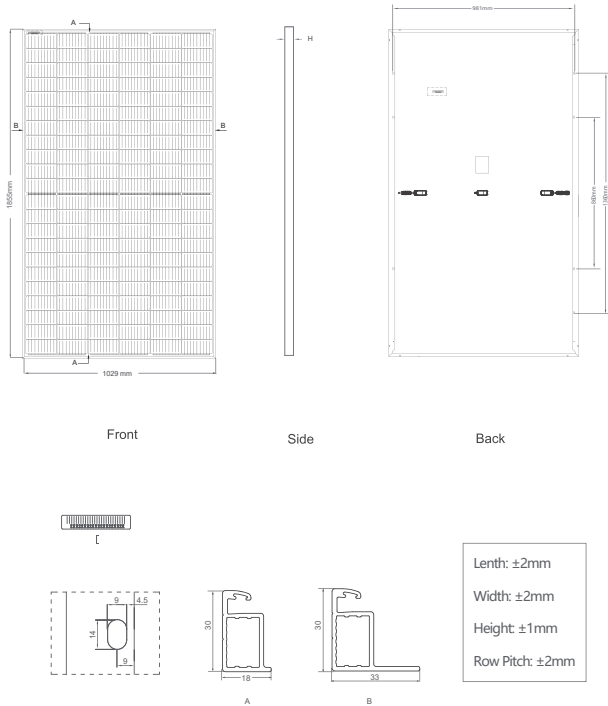 A
981mm
H
B
B
1855mm
1360mm
A
1029 mm
Front
Side
Back
Lenth: ±2mm
Width: ±2mm
Height: ±1mm
Row Pitch: ±2mm
9
4.5
14
9
30
18
30
33
A
B